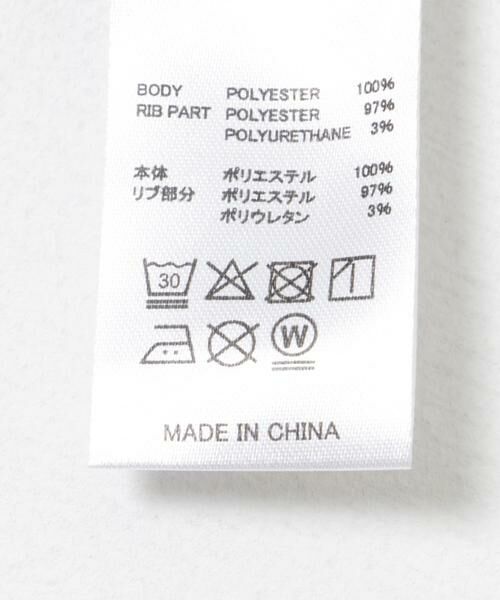 BODY POLYESTER 100%
RIB PART POLYESTER 97%
POLYURETHANE 3%
本体 ポリエステル 100%
リブ部分 ポリエステル 97%
ポリウレタン 3%
30
W
MADE IN CHINA